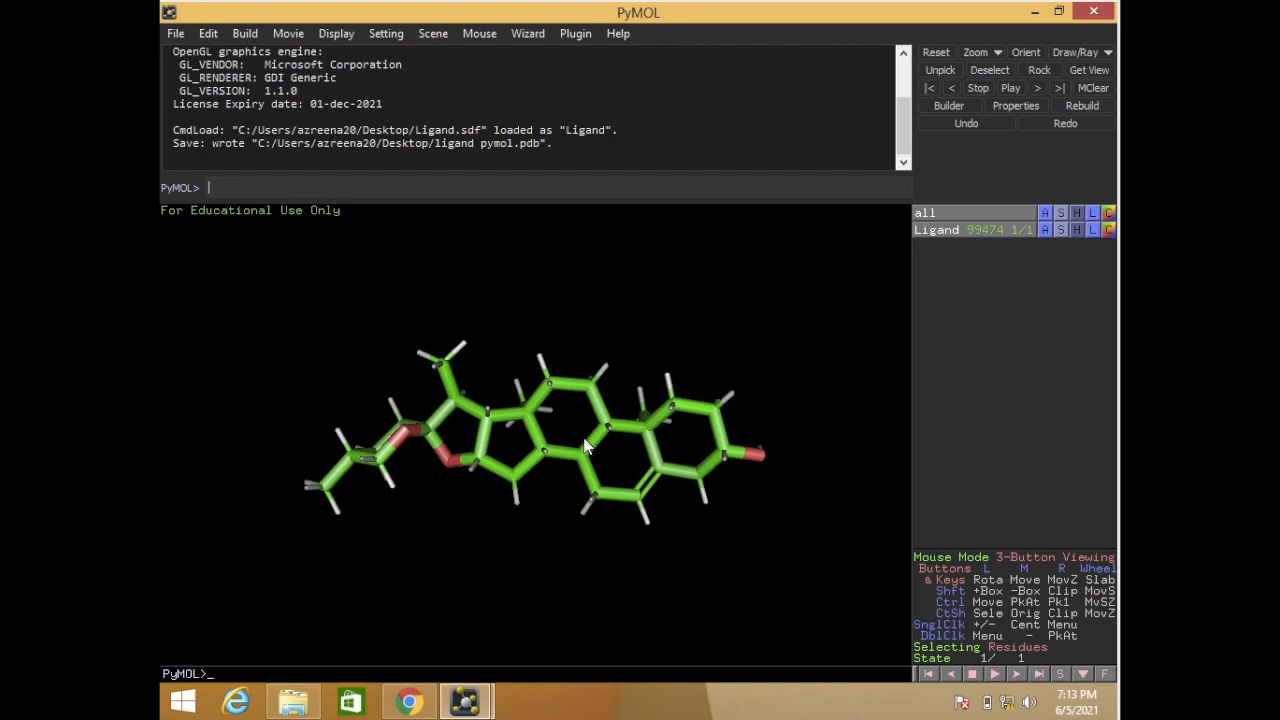 PyMOL
File Edit Build Movie Display Setting Scene Mouse Wizard Plugin Help
OpenGL graphics engine:
GL_VENDOR: Microsoft Corporation
GL_RENDERER: GDI Generic
GL_VERSION: 1.1.0
License Expiry date: 01-dec-2021
CmdLoad: "C:/Users/azreena20/Desktop/Ligand.sdf" loaded as "Ligand".
Save: wrote "C:/Users/azreena20/Desktop/ligand pymol.pdb".
PyMOL>
Reset Zoom Orient Draw/Ray
Unpick Deselect Rock Get View
|< < Stop Play > >| MClear
Builder Properties Rebuild
Undo Redo
For Educational Use Only
all A S H L C
Ligand 99474 1/1 A S H L C
Mouse Mode 3-Button Viewing
Buttons L M R Wheel
& Keys Rota Move MovZ Slab
Shft +Box -Box Clip MovS
Ctrl Move PkAt Pk1 MvSZ
CtSh Sele Orig Clip MovZ
SnglClk +/- Cent Menu
DblClk Menu - PkAt
Selecting Residues
State 1/ 1
PyMOL>_
S F
7:13 PM
6/5/2021